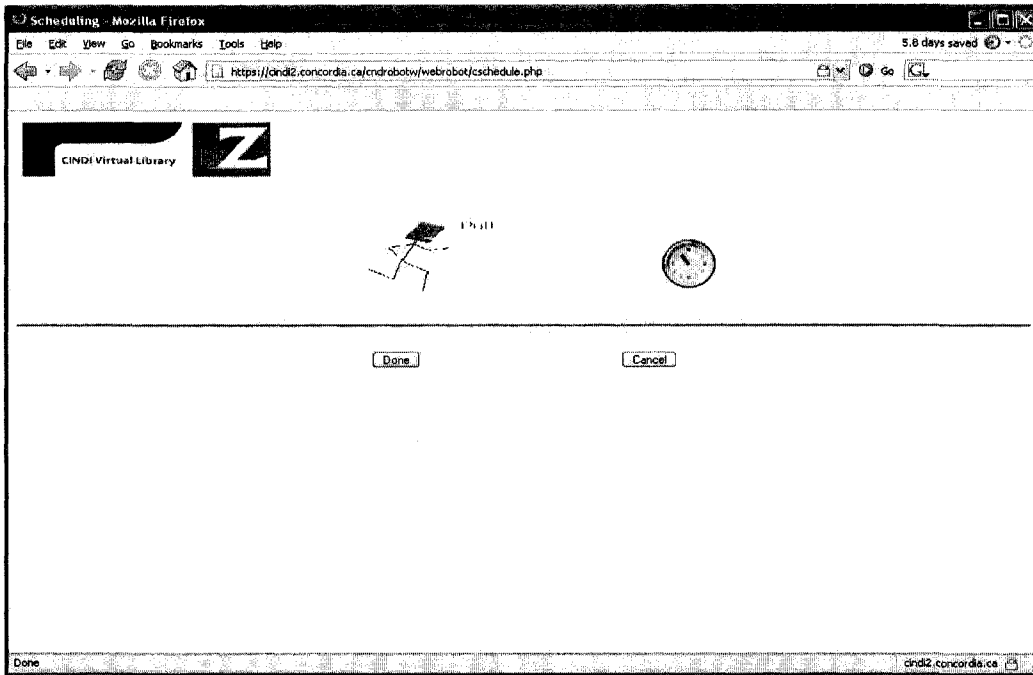 Scheduling - Mozilla Firefox
File Edit View Go Bookmarks Tools Help 5.8 days saved
https://cindi2.concordia.ca/cndrobotw/webrobot/cschedule.php Go
CINDI Virtual Library Z
Done Cancel
Done cindi2.concordia.ca